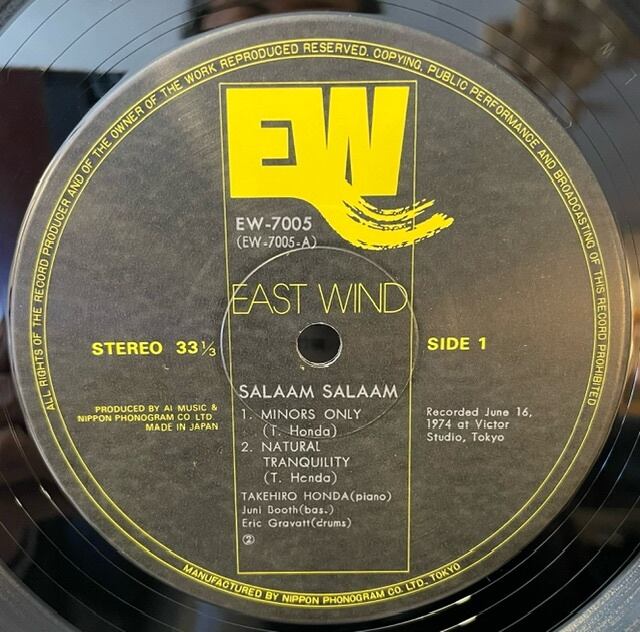 ALL RIGHTS OF THE RECORD PRODUCER AND OF THE OWNER OF THE WORK REPRODUCED RESERVED. COPYING, PUBLIC PERFORMANCE AND BROADCASTING OF THIS RECORD PROHIBITED
EW
EW-7005
(EW-7005-A)
EAST WIND
STEREO 33 1/3
SIDE 1
SALAAM SALAAM
1. MINORS ONLY
(T. Honda)
2. NATURAL
TRANQUILITY
(T. Honda)
TAKEHIRO HONDA(piano)
Juni Booth(bas.)
Eric Gravatt(drums)
②
PRODUCED BY AI MUSIC &
NIPPON PHONOGRAM CO LTD.
MADE IN JAPAN
Recorded June 16,
1974 at Victor
Studio, Tokyo
MANUFACTURED BY NIPPON PHONOGRAM CO. LTD. TOKYO